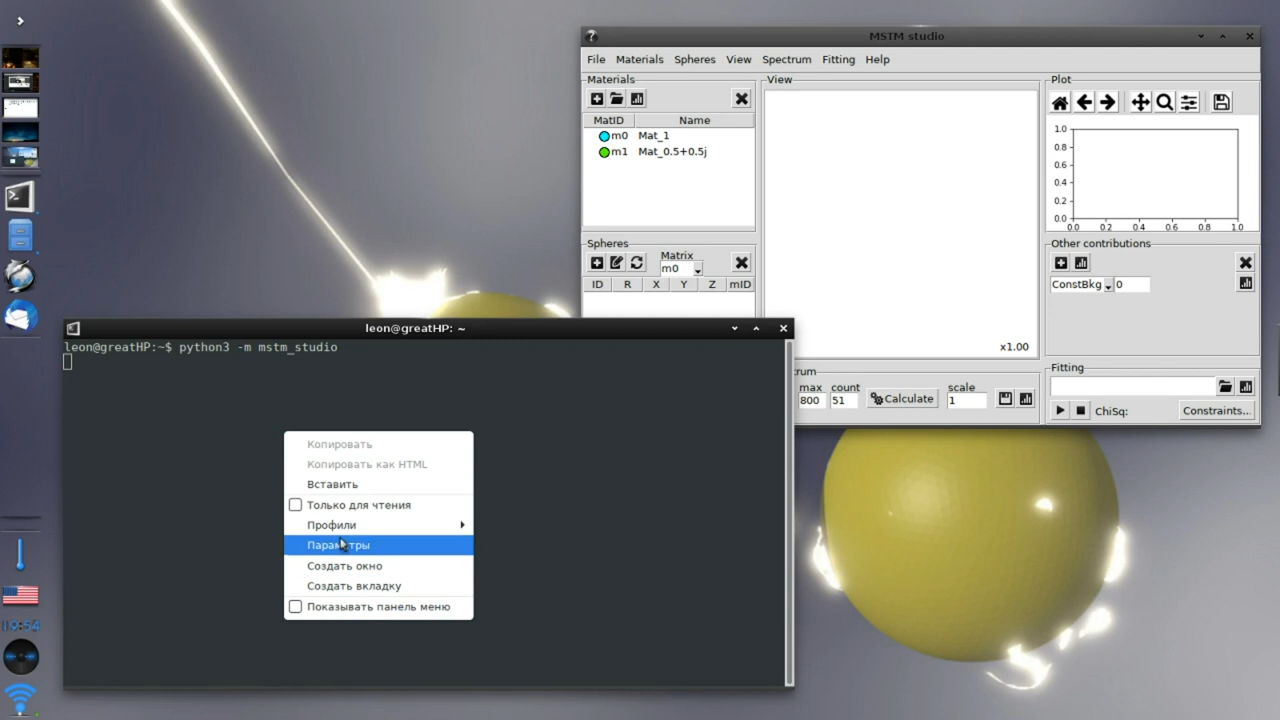 MSTM studio
File Materials Spheres View Spectrum Fitting Help
Materials
MatID Name
m0 Mat_1
m1 Mat_0.5+0.5j
Spheres
Matrix
m0
ID R X Y Z mID
View
x1.00
max count scale
800 51 Calculate 1
Plot
1.0
0.8
0.6
0.4
0.2
0.0
0.0 0.2 0.4 0.6 0.8 1.0
Other contributions
ConstBkg 0
Fitting
ChiSq: Constraints...
leon@greatHP: ~
leon@greatHP:~$ python3 -m mstm_studio
Копировать
Копировать как HTML
Вставить
Только для чтения
Профили
Параметры
Создать окно
Создать вкладку
Показывать панель меню